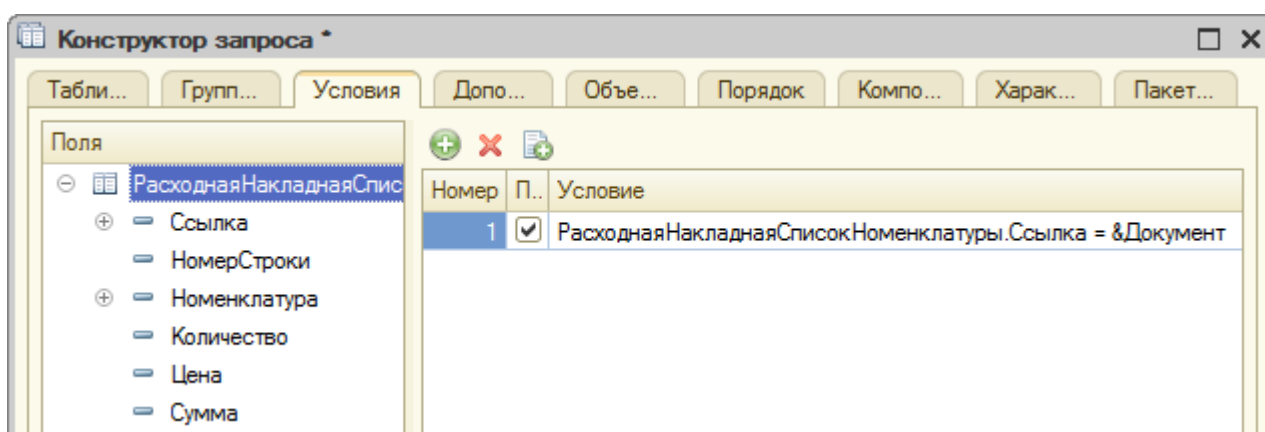 Конструктор запроса *
Табли... Групп... Условия Допо... Объе... Порядок Компо... Харак... Пакет...
Поля
РасходнаяНакладнаяСпис
Номер П.. Условие
Ссылка
1 РасходнаяНакладнаяСписокНоменклатуры.Ссылка = &Документ
НомерСтроки
Номенклатура
Количество
Цена
Сумма